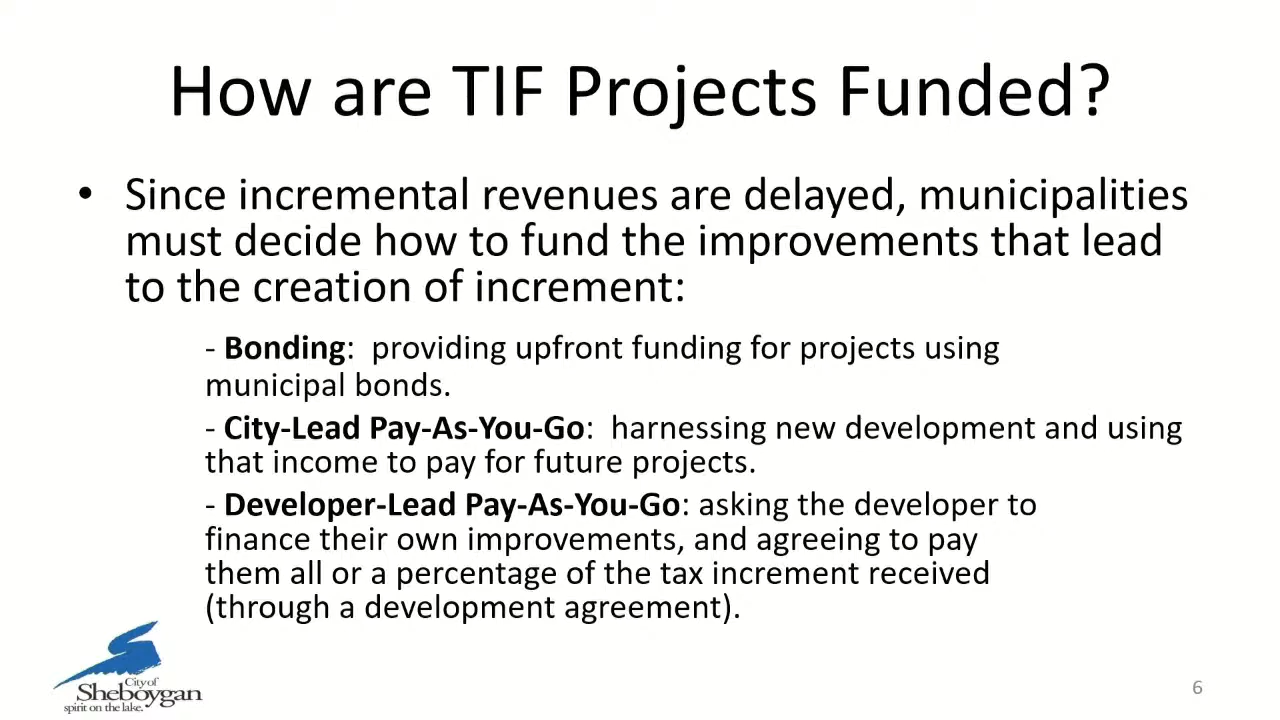 How are TIF Projects Funded?
• Since incremental revenues are delayed, municipalities
must decide how to fund the improvements that lead
to the creation of increment:
- Bonding:  providing upfront funding for projects using
municipal bonds.
- City-Lead Pay-As-You-Go:  harnessing new development and using
that income to pay for future projects.
- Developer-Lead Pay-As-You-Go: asking the developer to
finance their own improvements, and agreeing to pay
them all or a percentage of the tax increment received
(through a development agreement).
City of
Sheboygan
spirit on the lake.
6